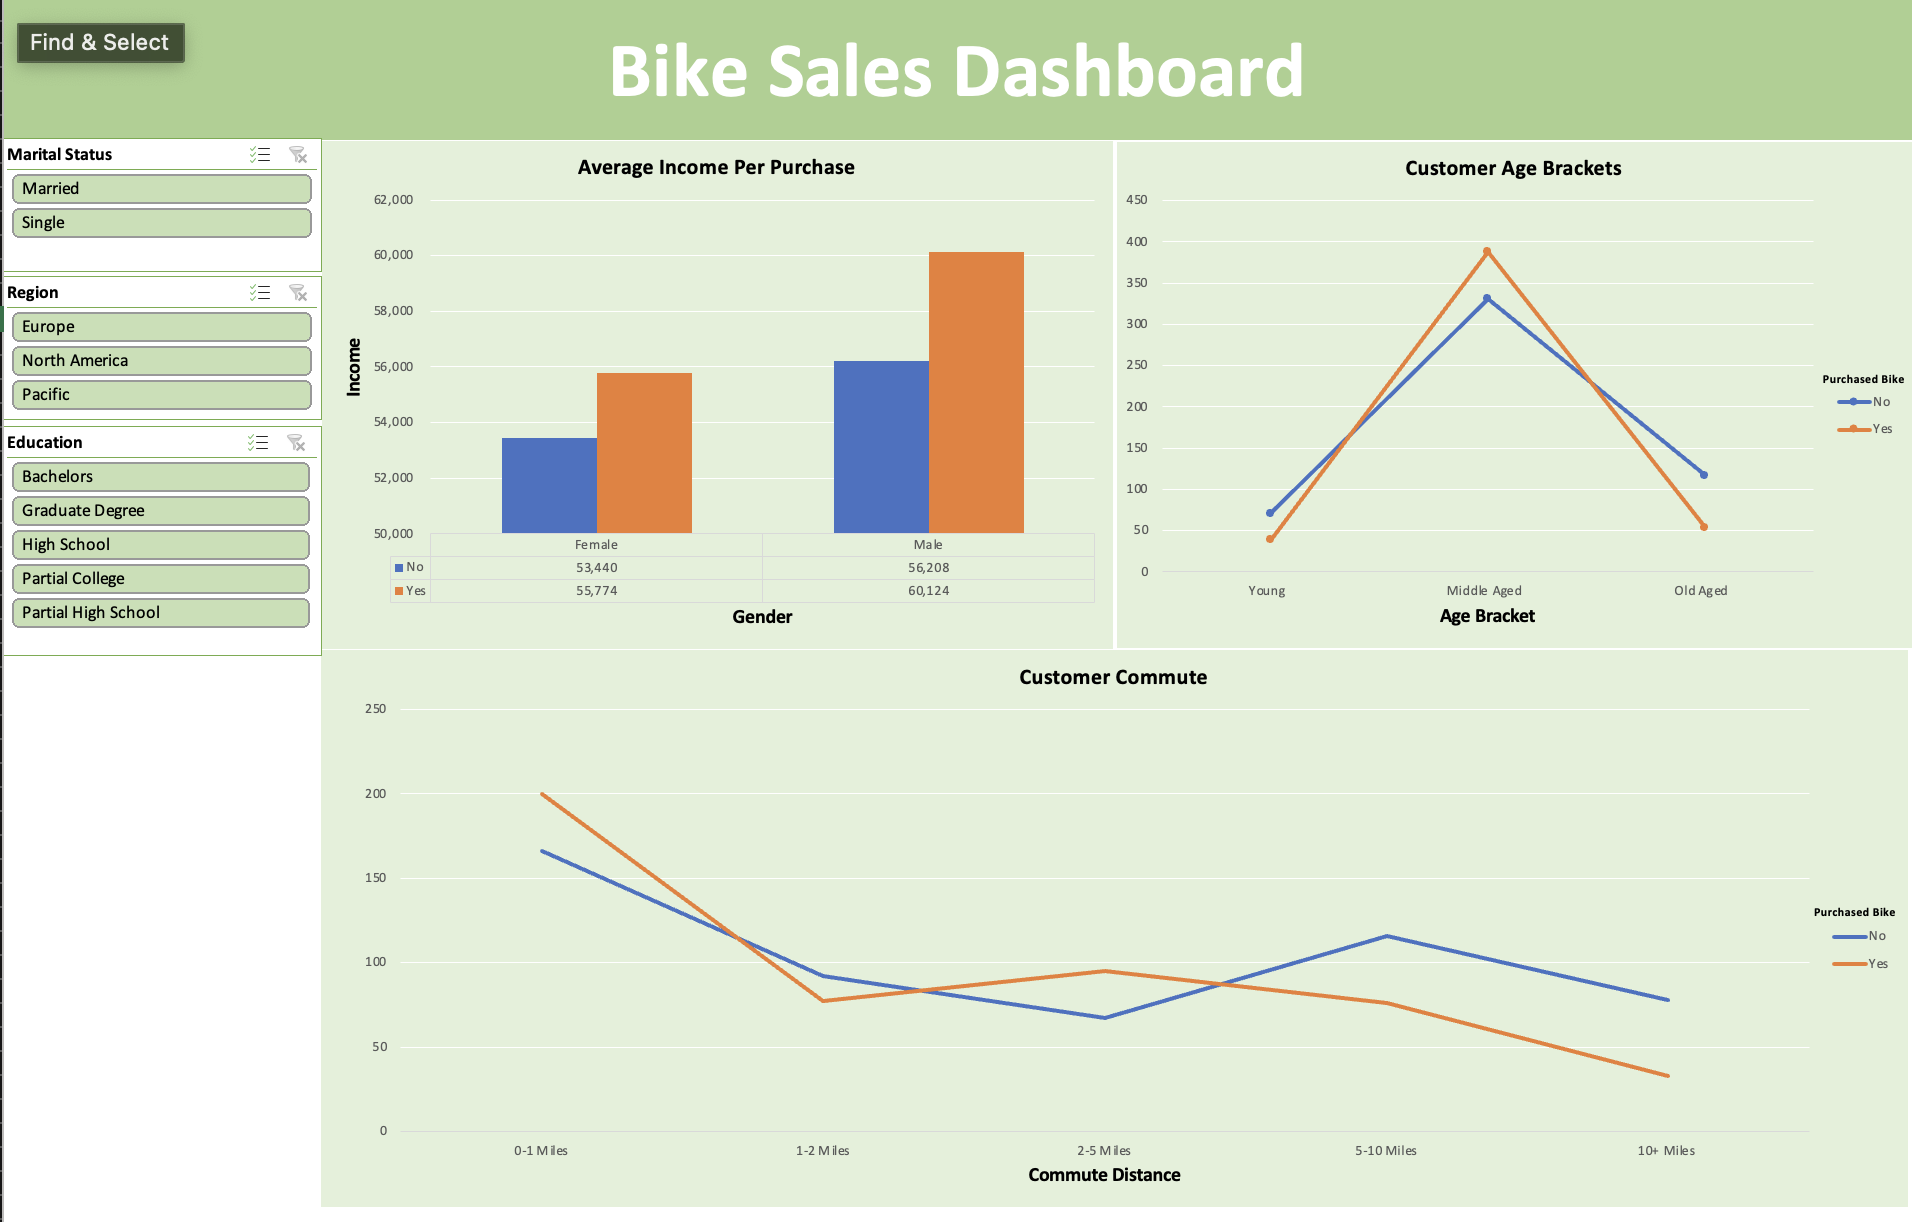 Find & Select
Bike Sales Dashboard
Marital Status
Married
Single
Region
Europe
North America
Pacific
Education
Bachelors
Graduate Degree
High School
Partial College
Partial High School
Average Income Per Purchase
62,000
60,000
58,000
56,000
54,000
52,000
50,000
Income
Female Male
No 53,440 56,208
Yes 55,774 60,124
Gender
Customer Age Brackets
450
400
350
300
250
200
150
100
50
0
Young Middle Aged Old Aged
Age Bracket
Purchased Bike
No
Yes
Customer Commute
250
200
150
100
50
0
0-1 Miles 1-2 Miles 2-5 Miles 5-10 Miles 10+ Miles
Commute Distance
Purchased Bike
No
Yes